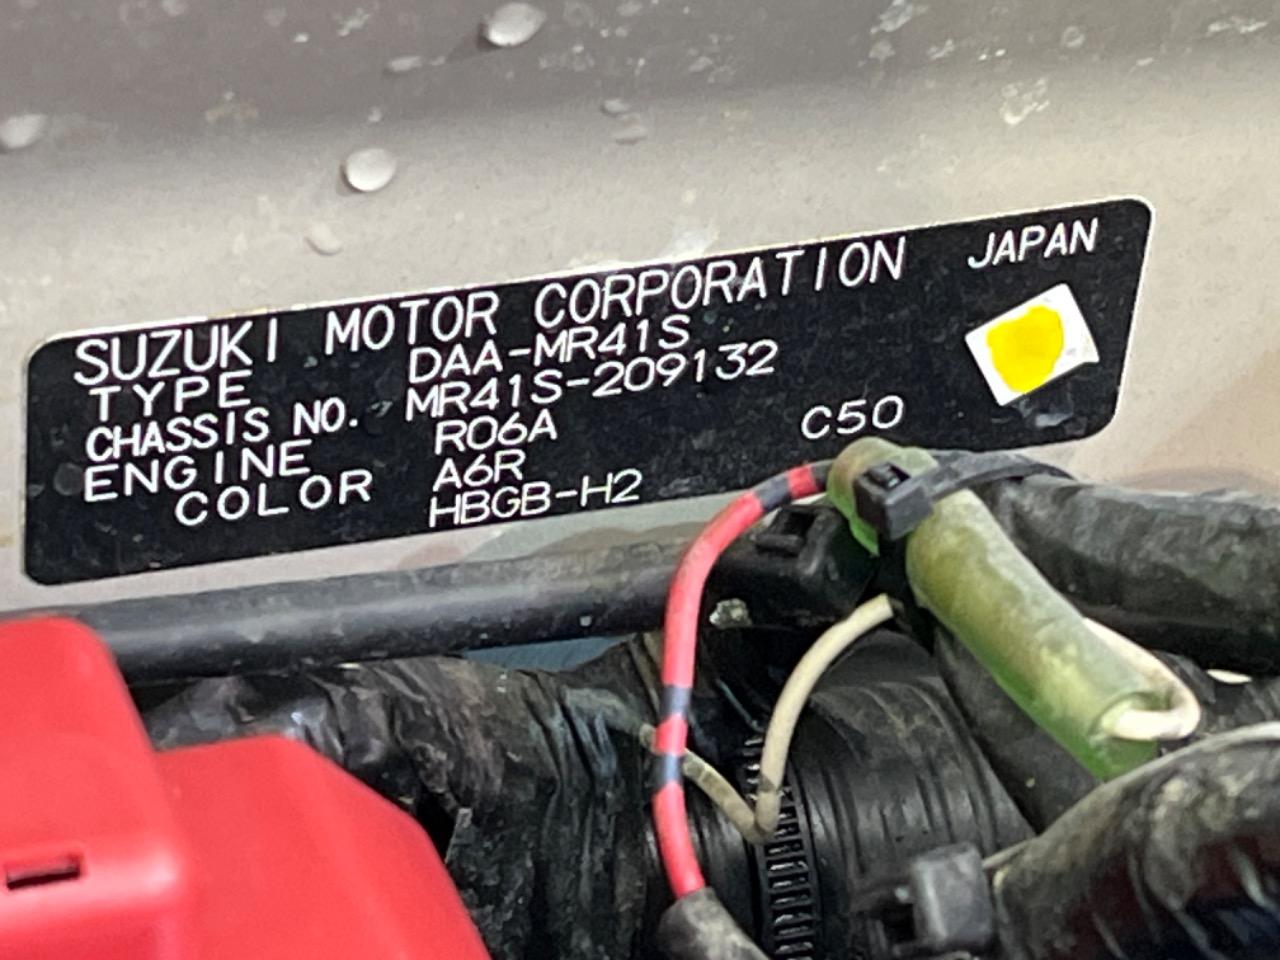 SUZUKI MOTOR CORPORATION JAPAN
TYPE DAA-MR41S
CHASSIS NO. MR41S-209132
ENGINE R06A C50
COLOR A6R
HBGB-H2